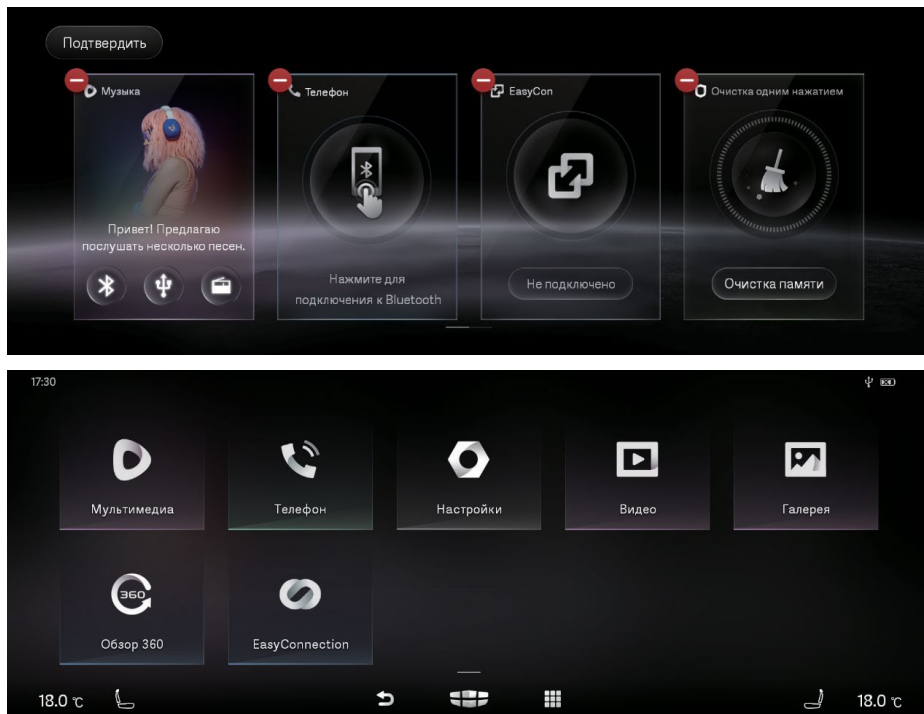 Подтвердить
Музыка
Телефон
EasyCon
Очистка одним нажатием
Привет! Предлагаю
послушать несколько песен.
Нажмите для
подключения к Bluetooth
Не подключено
Очистка памяти
17:30
Мультимедиа
Телефон
Настройки
Видео
Галерея
360
Обзор 360
EasyConnection
18.0 °C
18.0 °C